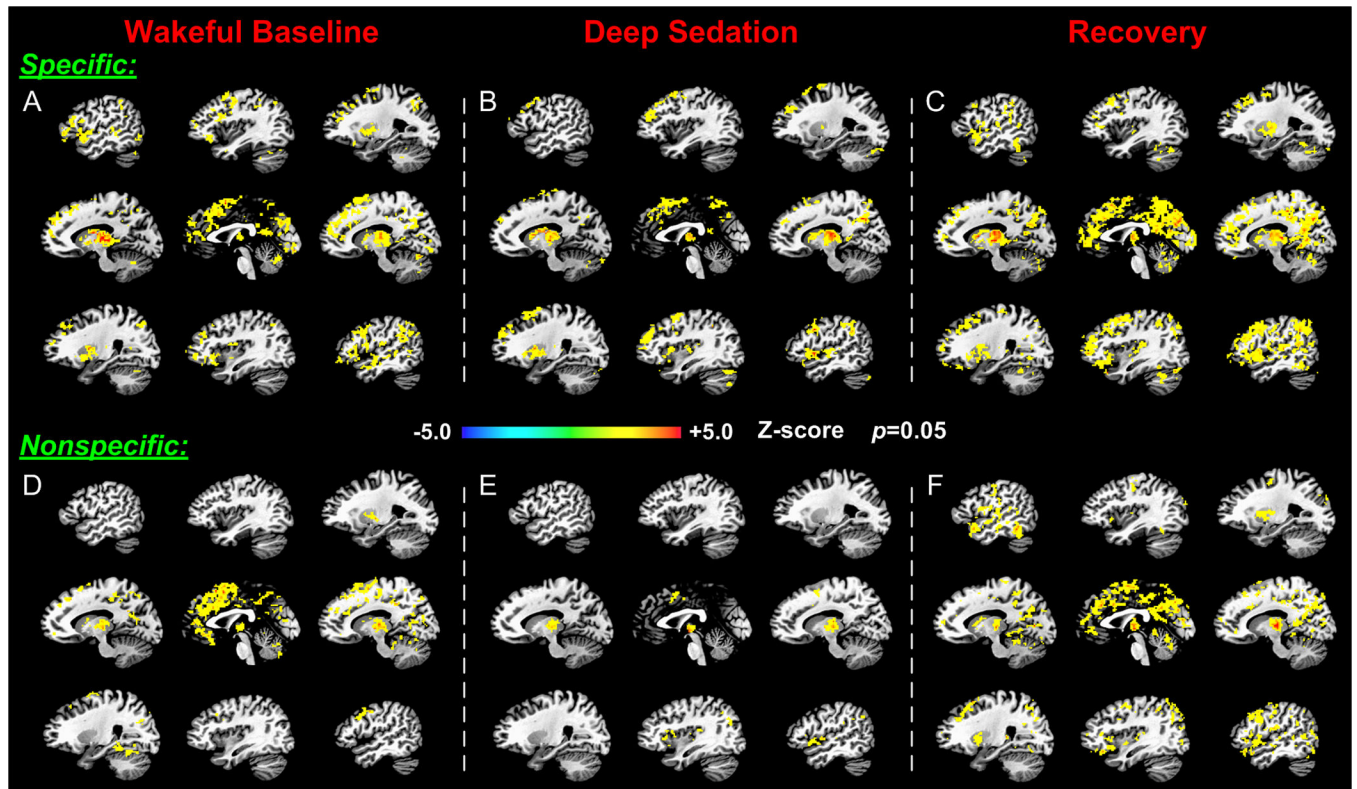 Wakeful Baseline Deep Sedation Recovery
Specific:
A B C
-5.0 +5.0 Z-score p=0.05
Nonspecific:
D E F